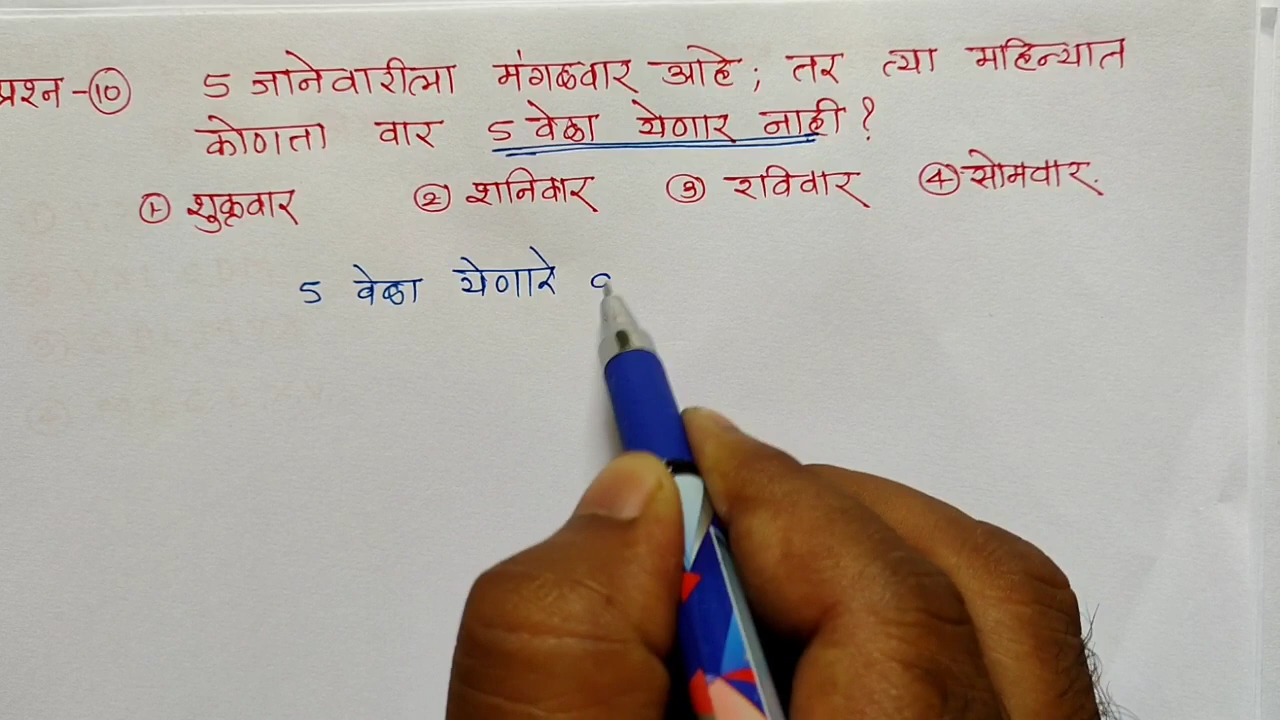 प्रश्न-⑩ 5 जानेवारीला मंगळवार आहे; तर त्या महिन्यात
कोणता वार 5 वेळा येणार नाही?
① शुक्रवार ② शनिवार ③ रविवार ④ सोमवार.
5 वेळा येणारे